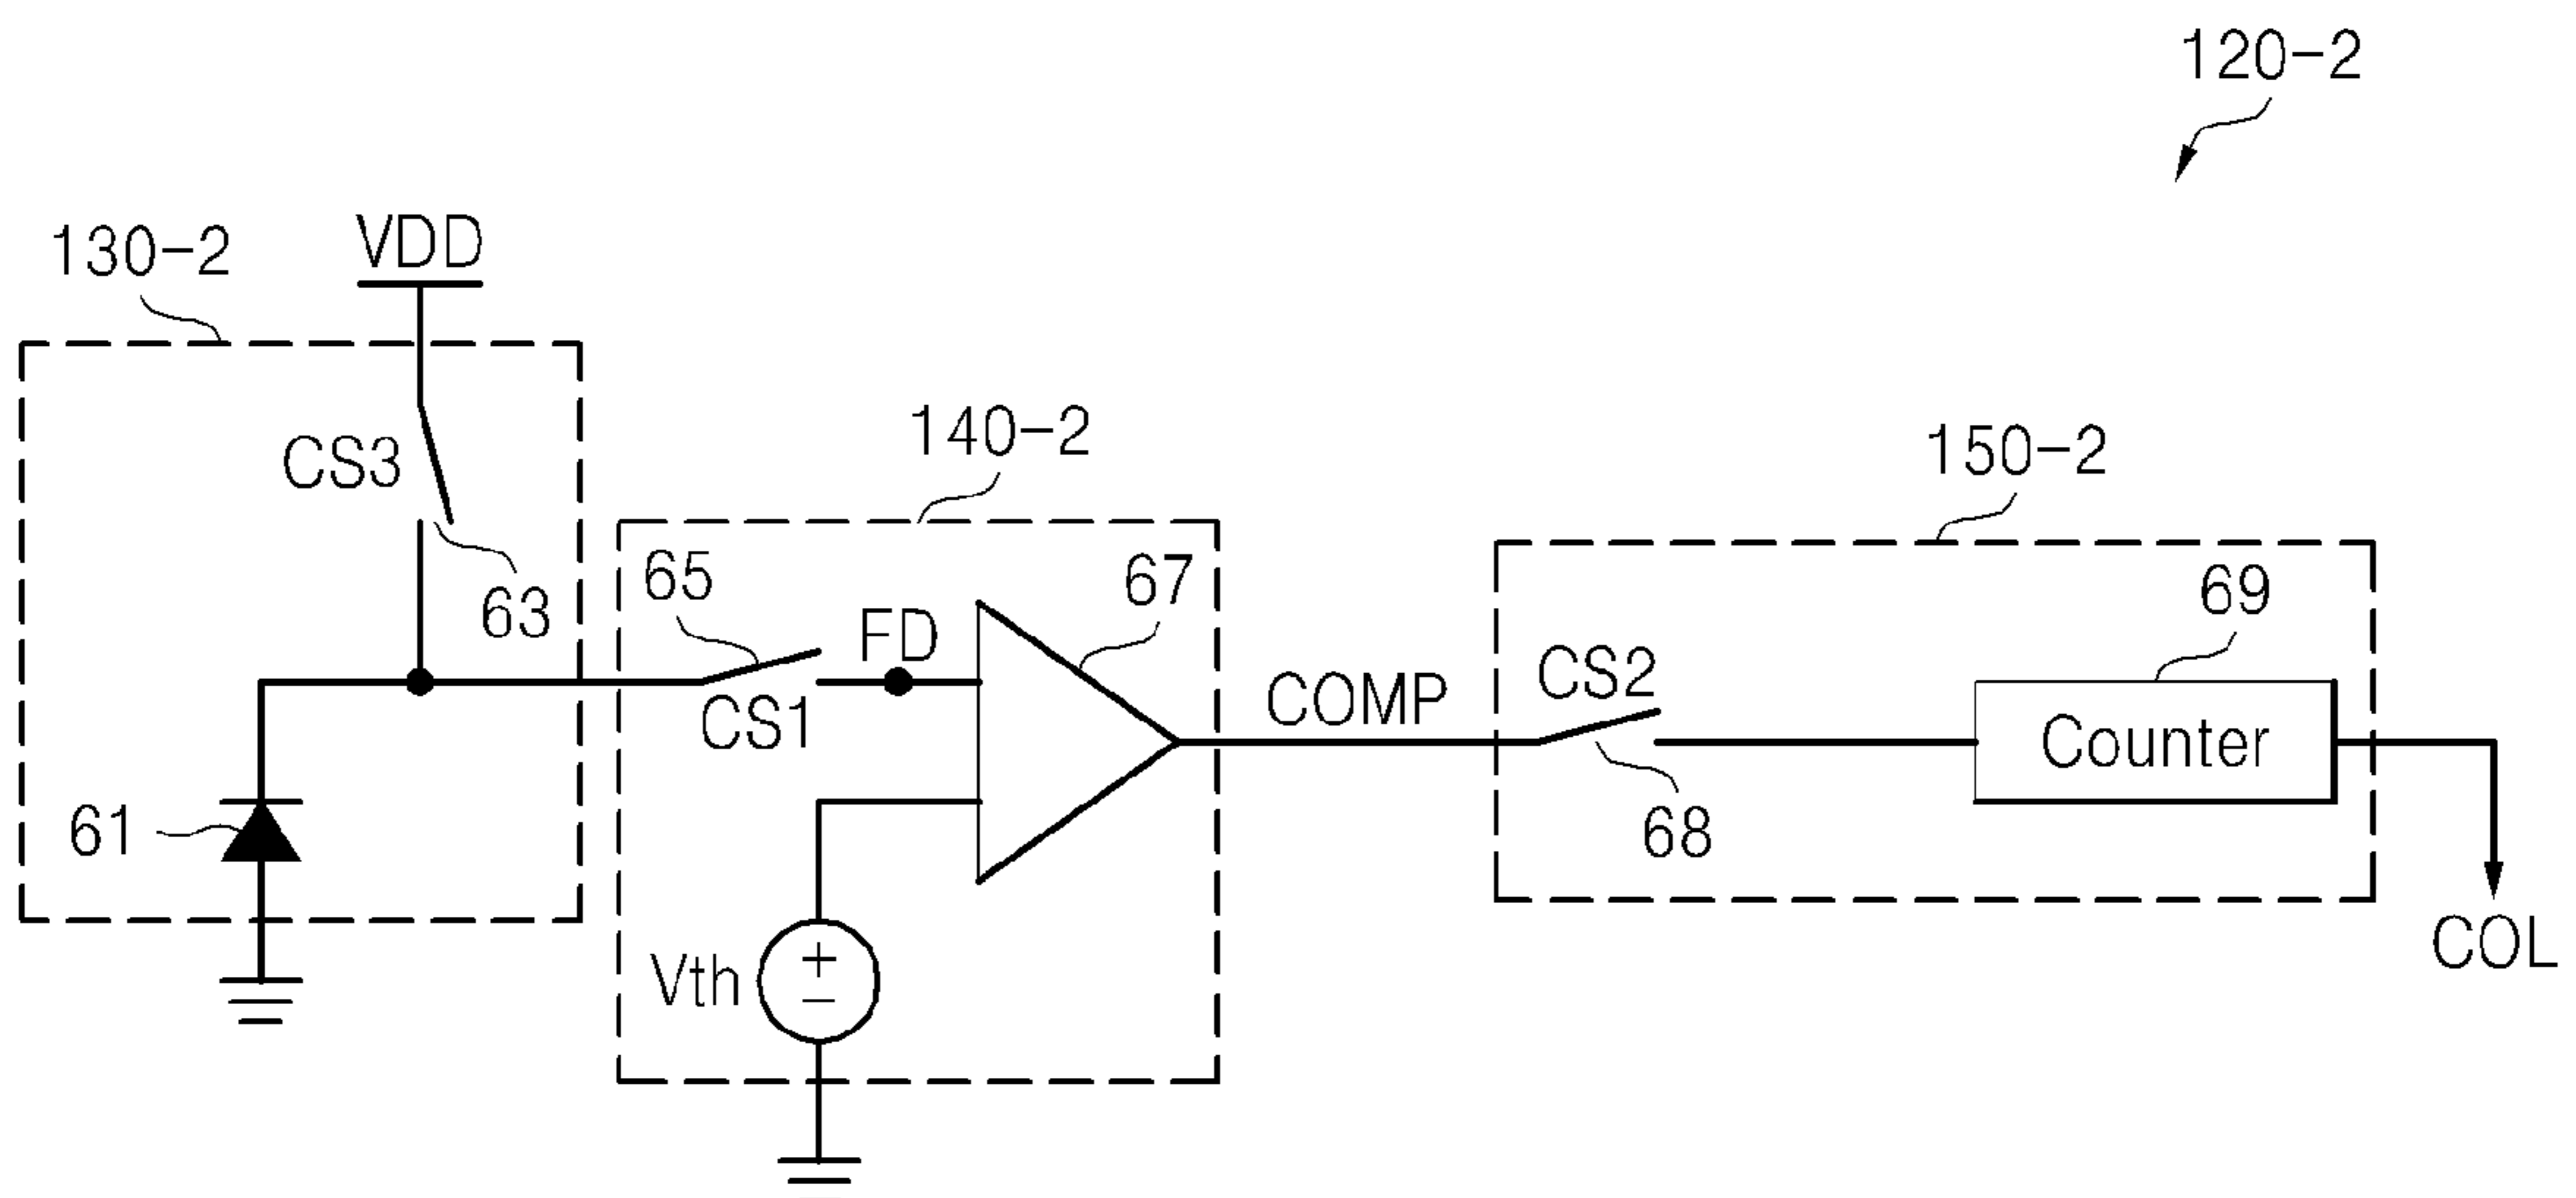 120-2
130-2
VDD
CS3
63
61
140-2
65
FD
67
CS1
Vth
+
−
COMP
150-2
CS2
68
69
Counter
COL